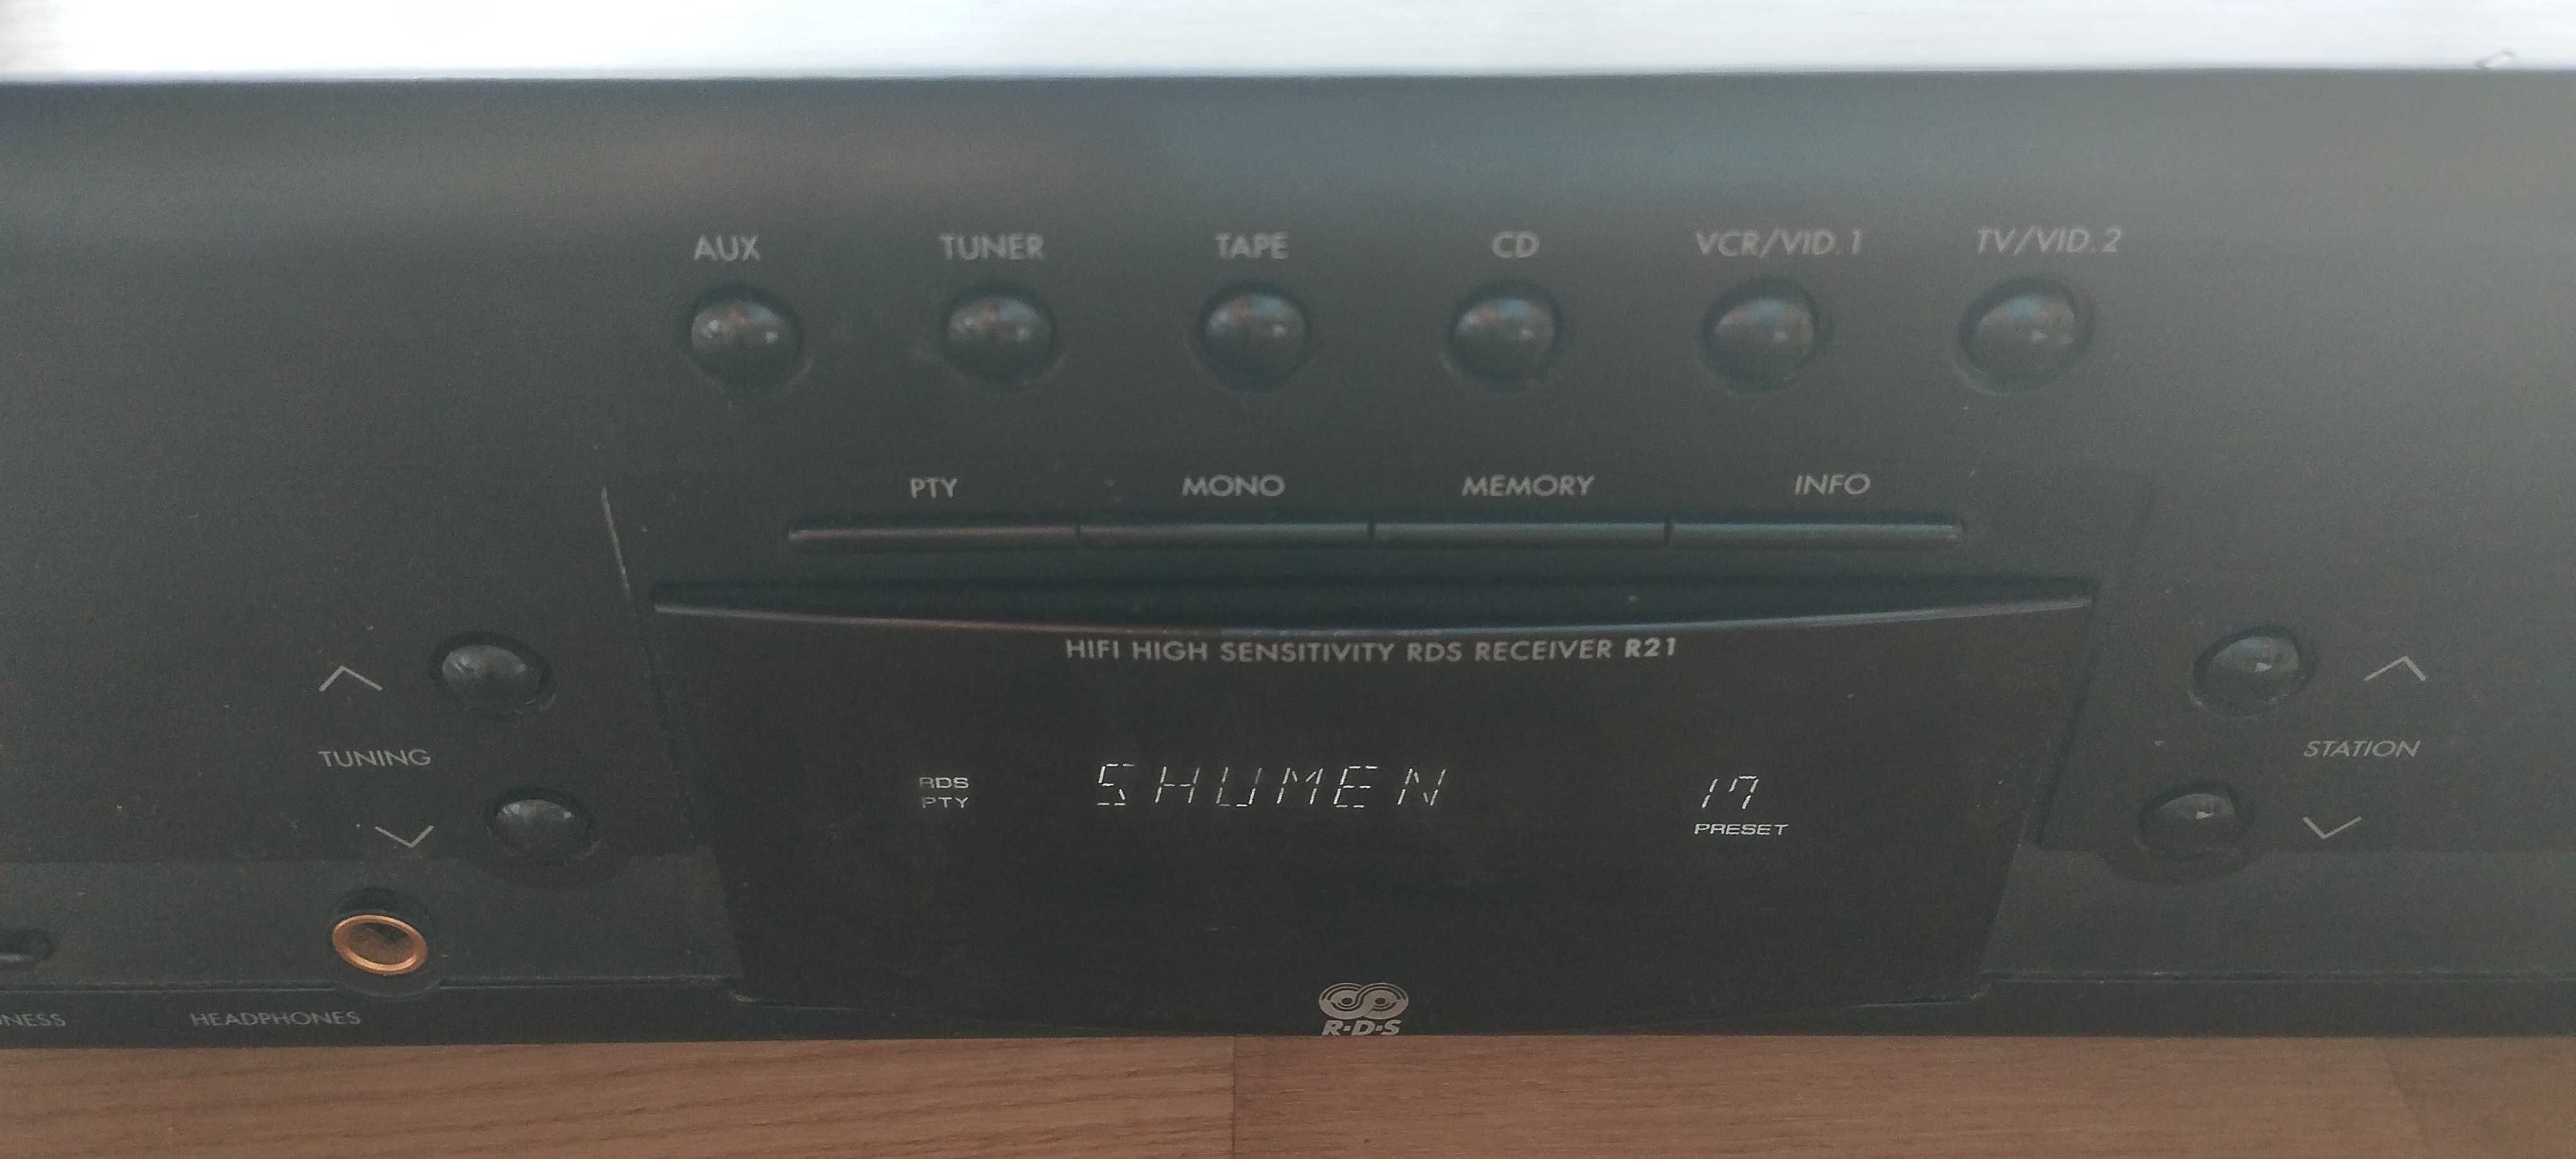 AUX TUNER TAPE CD VCR/VID.1 TV/VID.2
PTY MONO MEMORY INFO
HIFI HIGH SENSITIVITY RDS RECEIVER R21
TUNING
STATION
RDS
PTY
SHUMEN
17
PRESET
HEADPHONES
R·D·S